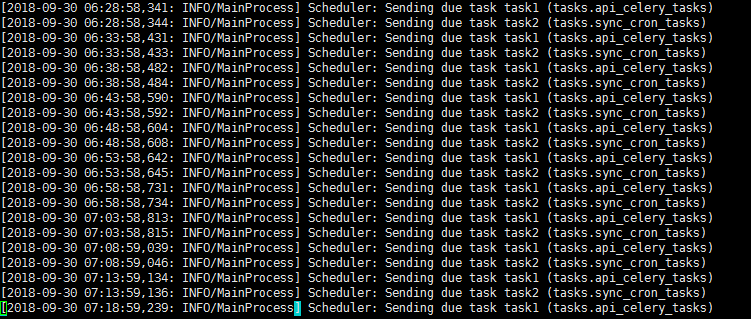 [2018-09-30 06:28:58,341: INFO/MainProcess] Scheduler: Sending due task task1 (tasks.api_celery_tasks)
[2018-09-30 06:28:58,344: INFO/MainProcess] Scheduler: Sending due task task2 (tasks.sync_cron_tasks)
[2018-09-30 06:33:58,431: INFO/MainProcess] Scheduler: Sending due task task1 (tasks.api_celery_tasks)
[2018-09-30 06:33:58,433: INFO/MainProcess] Scheduler: Sending due task task2 (tasks.sync_cron_tasks)
[2018-09-30 06:38:58,482: INFO/MainProcess] Scheduler: Sending due task task1 (tasks.api_celery_tasks)
[2018-09-30 06:38:58,484: INFO/MainProcess] Scheduler: Sending due task task2 (tasks.sync_cron_tasks)
[2018-09-30 06:43:58,590: INFO/MainProcess] Scheduler: Sending due task task1 (tasks.api_celery_tasks)
[2018-09-30 06:43:58,592: INFO/MainProcess] Scheduler: Sending due task task2 (tasks.sync_cron_tasks)
[2018-09-30 06:48:58,604: INFO/MainProcess] Scheduler: Sending due task task1 (tasks.api_celery_tasks)
[2018-09-30 06:48:58,608: INFO/MainProcess] Scheduler: Sending due task task2 (tasks.sync_cron_tasks)
[2018-09-30 06:53:58,642: INFO/MainProcess] Scheduler: Sending due task task1 (tasks.api_celery_tasks)
[2018-09-30 06:53:58,645: INFO/MainProcess] Scheduler: Sending due task task2 (tasks.sync_cron_tasks)
[2018-09-30 06:58:58,731: INFO/MainProcess] Scheduler: Sending due task task1 (tasks.api_celery_tasks)
[2018-09-30 06:58:58,734: INFO/MainProcess] Scheduler: Sending due task task2 (tasks.sync_cron_tasks)
[2018-09-30 07:03:58,813: INFO/MainProcess] Scheduler: Sending due task task1 (tasks.api_celery_tasks)
[2018-09-30 07:03:58,815: INFO/MainProcess] Scheduler: Sending due task task2 (tasks.sync_cron_tasks)
[2018-09-30 07:08:59,039: INFO/MainProcess] Scheduler: Sending due task task1 (tasks.api_celery_tasks)
[2018-09-30 07:08:59,046: INFO/MainProcess] Scheduler: Sending due task task2 (tasks.sync_cron_tasks)
[2018-09-30 07:13:59,134: INFO/MainProcess] Scheduler: Sending due task task1 (tasks.api_celery_tasks)
[2018-09-30 07:13:59,136: INFO/MainProcess] Scheduler: Sending due task task2 (tasks.sync_cron_tasks)
[2018-09-30 07:18:59,239: INFO/MainProcess] Scheduler: Sending due task task1 (tasks.api_celery_tasks)